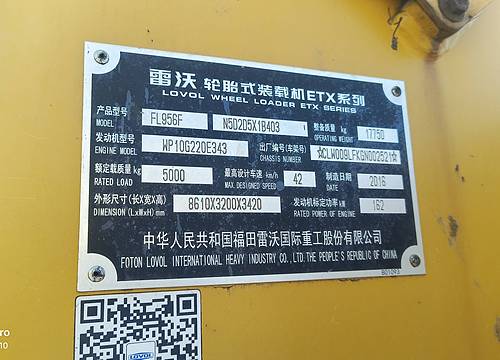 雷沃 轮胎式装载机ETX系列
LOVOL WHEEL LOADER ETX SERIES
产品型号 MODEL FL956F N5D2D5X1B403 整备质量 kg OPERATING WEIGHT 17750
发动机型号 ENGINE MODEL WP10G220E343 出厂编号(车架号) CHASSIS NUMBER ☆CLW009LFKGN002521☆
额定载质量 kg RATED LOAD 5000 最高设计车速 km/h MAX.DESIGNED SPEED 42 制造日期 DATED 2016
外形尺寸(长X宽X高) DIMENSION (LxWxH) mm 8610X3200X3420 发动机标定功率 kW RATED POWER OF ENGINE 162
中华人民共和国福田雷沃国际重工股份有限公司
FOTON LOVOL INTERNATIONAL HEAVY INDUSTRY CO.,LTD.THE PEOPLE'S REPUBLIC OF CHINA
B01093
LOVOL
ro
10